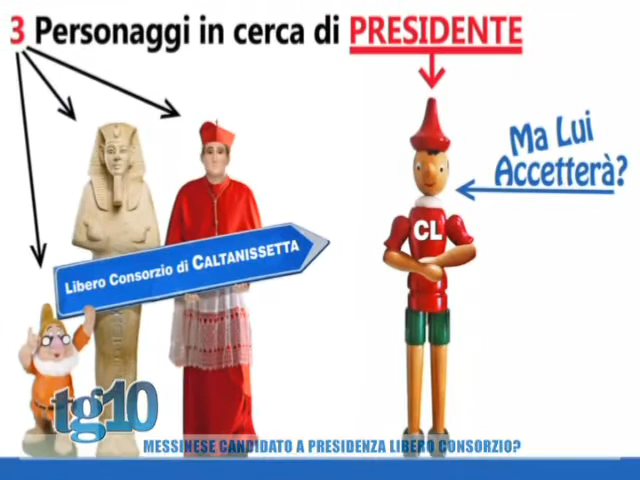 3 Personaggi in cerca di PRESIDENTE
Ma Lui
Accetterà?
CL
Libero Consorzio di CALTANISSETTA
tg10
MESSINESE CANDIDATO A PRESIDENZA LIBERO CONSORZIO?